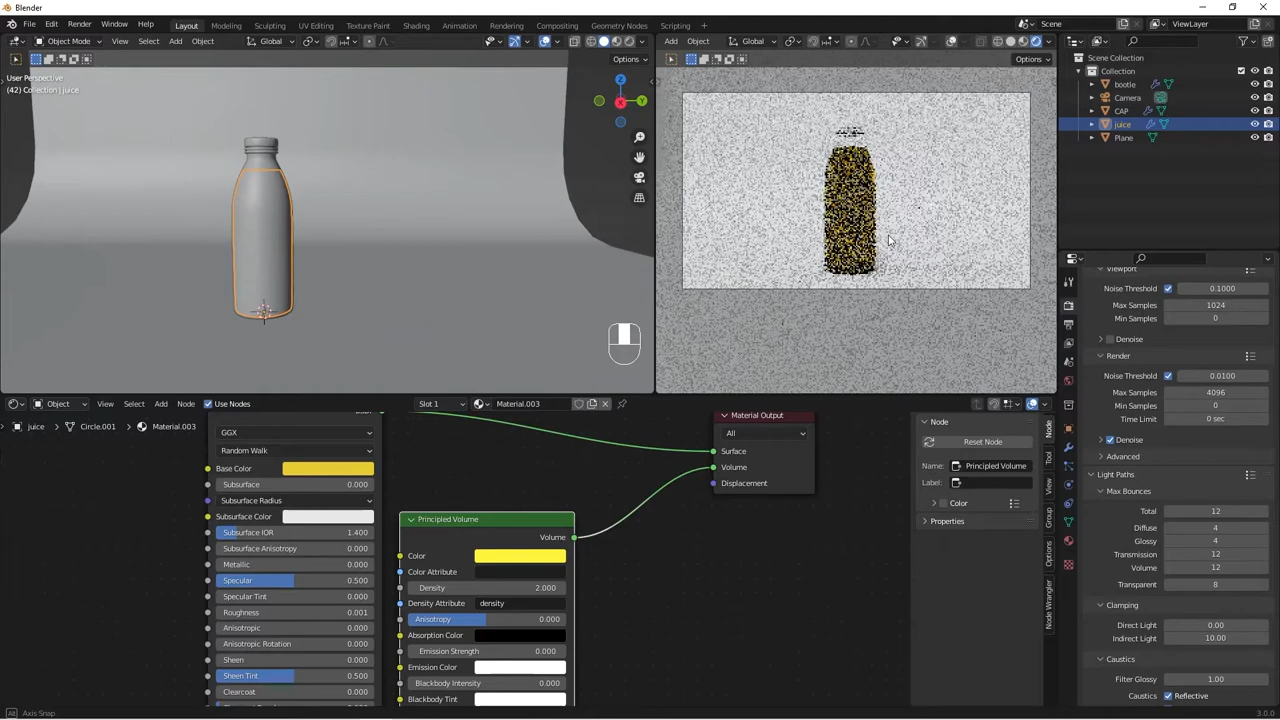 Blender
File Edit Render Window Help Layout Modeling Sculpting UV Editing Texture Paint Shading Animation Rendering Compositing Geometry Nodes Scripting + Scene ViewLayer
Object Mode View Select Add Object Global
Options
User Perspective
(42) Collection | juice
Z
Y
X
Add Object Global
Options
Scene Collection
Collection
bootle
Camera
CAP
juice
Plane
Viewport
Noise Threshold 0.1000
Max Samples 1024
Min Samples 0
Denoise
Render
Noise Threshold 0.0100
Max Samples 4096
Min Samples 0
Time Limit 0 sec
Denoise
Advanced
Light Paths
Max Bounces
Total 12
Diffuse 4
Glossy 4
Transmission 12
Volume 12
Transparent 8
Clamping
Direct Light 0.00
Indirect Light 10.00
Caustics
Filter Glossy 1.00
Caustics Reflective
Object View Select Add Node Use Nodes Slot 1 Material.003
juice Circle.001 Material.003
GGX
Random Walk
Base Color
Subsurface 0.000
Subsurface Radius
Subsurface Color
Subsurface IOR 1.400
Subsurface Anisotropy 0.000
Metallic 0.000
Specular 0.500
Specular Tint 0.000
Roughness 0.001
Anisotropic 0.000
Anisotropic Rotation 0.000
Sheen 0.000
Sheen Tint 0.500
Clearcoat 0.000
Principled Volume
Volume
Color
Color Attribute
Density 2.000
Density Attribute density
Anisotropy 0.000
Absorption Color
Emission Strength 0.000
Emission Color
Blackbody Intensity 0.000
Blackbody Tint
Material Output
All
Surface
Volume
Displacement
Node
Reset Node
Name: Principled Volume
Label:
Color
Properties
Node
Tool
View
Group
Options
Node Wrangler
Axis Snap
3.0.0